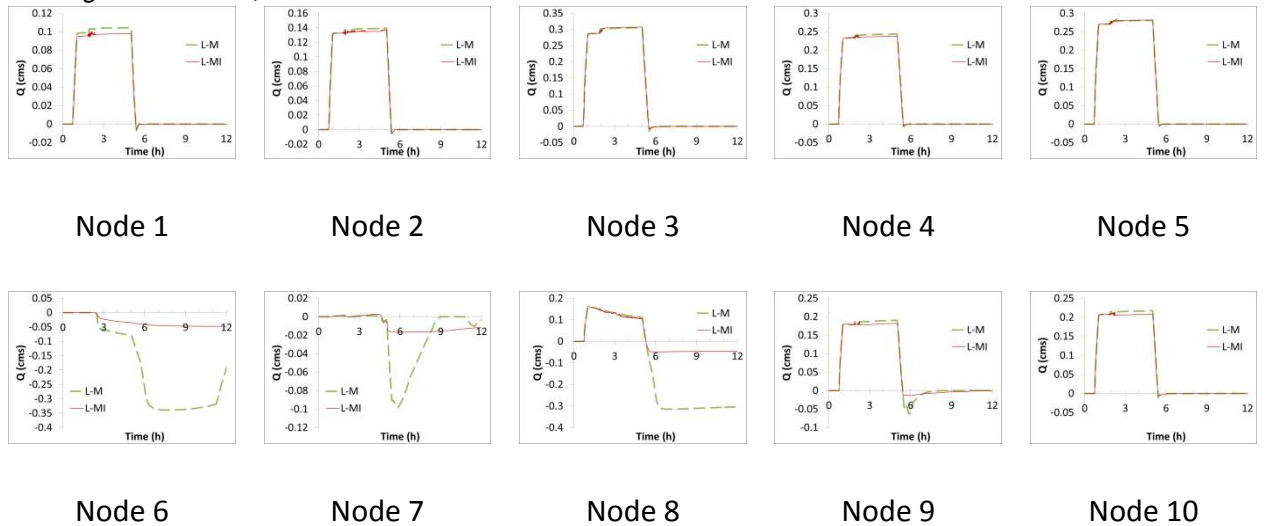 0.12
0.1
0.08
0.06
0.04
0.02
0
-0.02
Q (cms)
0 3 6 9 12
Time (h)
L-M
L-MI
0.16
0.14
0.12
0.1
0.08
0.06
0.04
0.02
0
-0.02
Q (cms)
0 3 6 9 12
Time (h)
L-M
L-MI
0.35
0.3
0.25
0.2
0.15
0.1
0.05
0
-0.05
Q (cms)
0 3 6 9 12
Time (h)
L-M
L-MI
0.3
0.25
0.2
0.15
0.1
0.05
0
-0.05
Q (cms)
0 3 6 9 12
Time (h)
L-M
L-MI
0.3
0.25
0.2
0.15
0.1
0.05
0
-0.05
Q (cms)
0 3 6 9 12
Time (h)
L-M
L-MI
Node 1 Node 2 Node 3 Node 4 Node 5
0.05
0
-0.05
-0.1
-0.15
-0.2
-0.25
-0.3
-0.35
-0.4
Q (cms)
0 3 6 9 12
Time (h)
L-M
L-MI
0.02
0
-0.02
-0.04
-0.06
-0.08
-0.1
-0.12
Q (cms)
0 3 6 9 12
Time (h)
L-M
L-MI
0.2
0.1
0
-0.1
-0.2
-0.3
-0.4
Q (cms)
0 3 6 9 12
Time (h)
L-M
L-MI
0.25
0.2
0.15
0.1
0.05
0
-0.05
-0.1
Q (cms)
0 3 6 9 12
Time (h)
L-M
L-MI
0.25
0.2
0.15
0.1
0.05
0
-0.05
Q (cms)
0 3 6 9 12
Time (h)
L-M
L-MI
Node 6 Node 7 Node 8 Node 9 Node 10